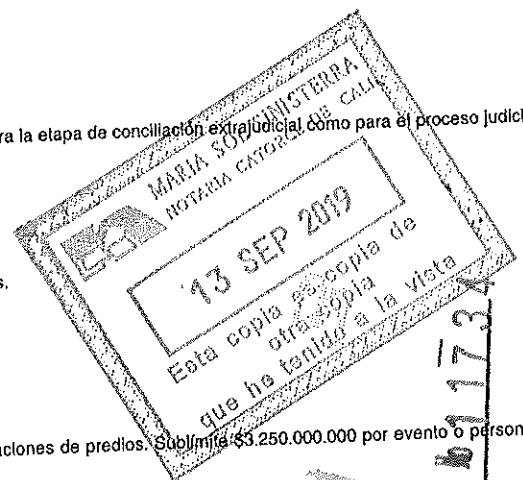 ra la etapa de conciliación extrajudicial como para el proceso judici
MARIA SOL SINISTERRA
NOTARIA CATORCE DE CALI
13 SEP 2019
s.
Esta copia es copia de
otra copia
que he tenido a la vista
aciones de predios. Sublímite $3.250.000.000 por evento o person